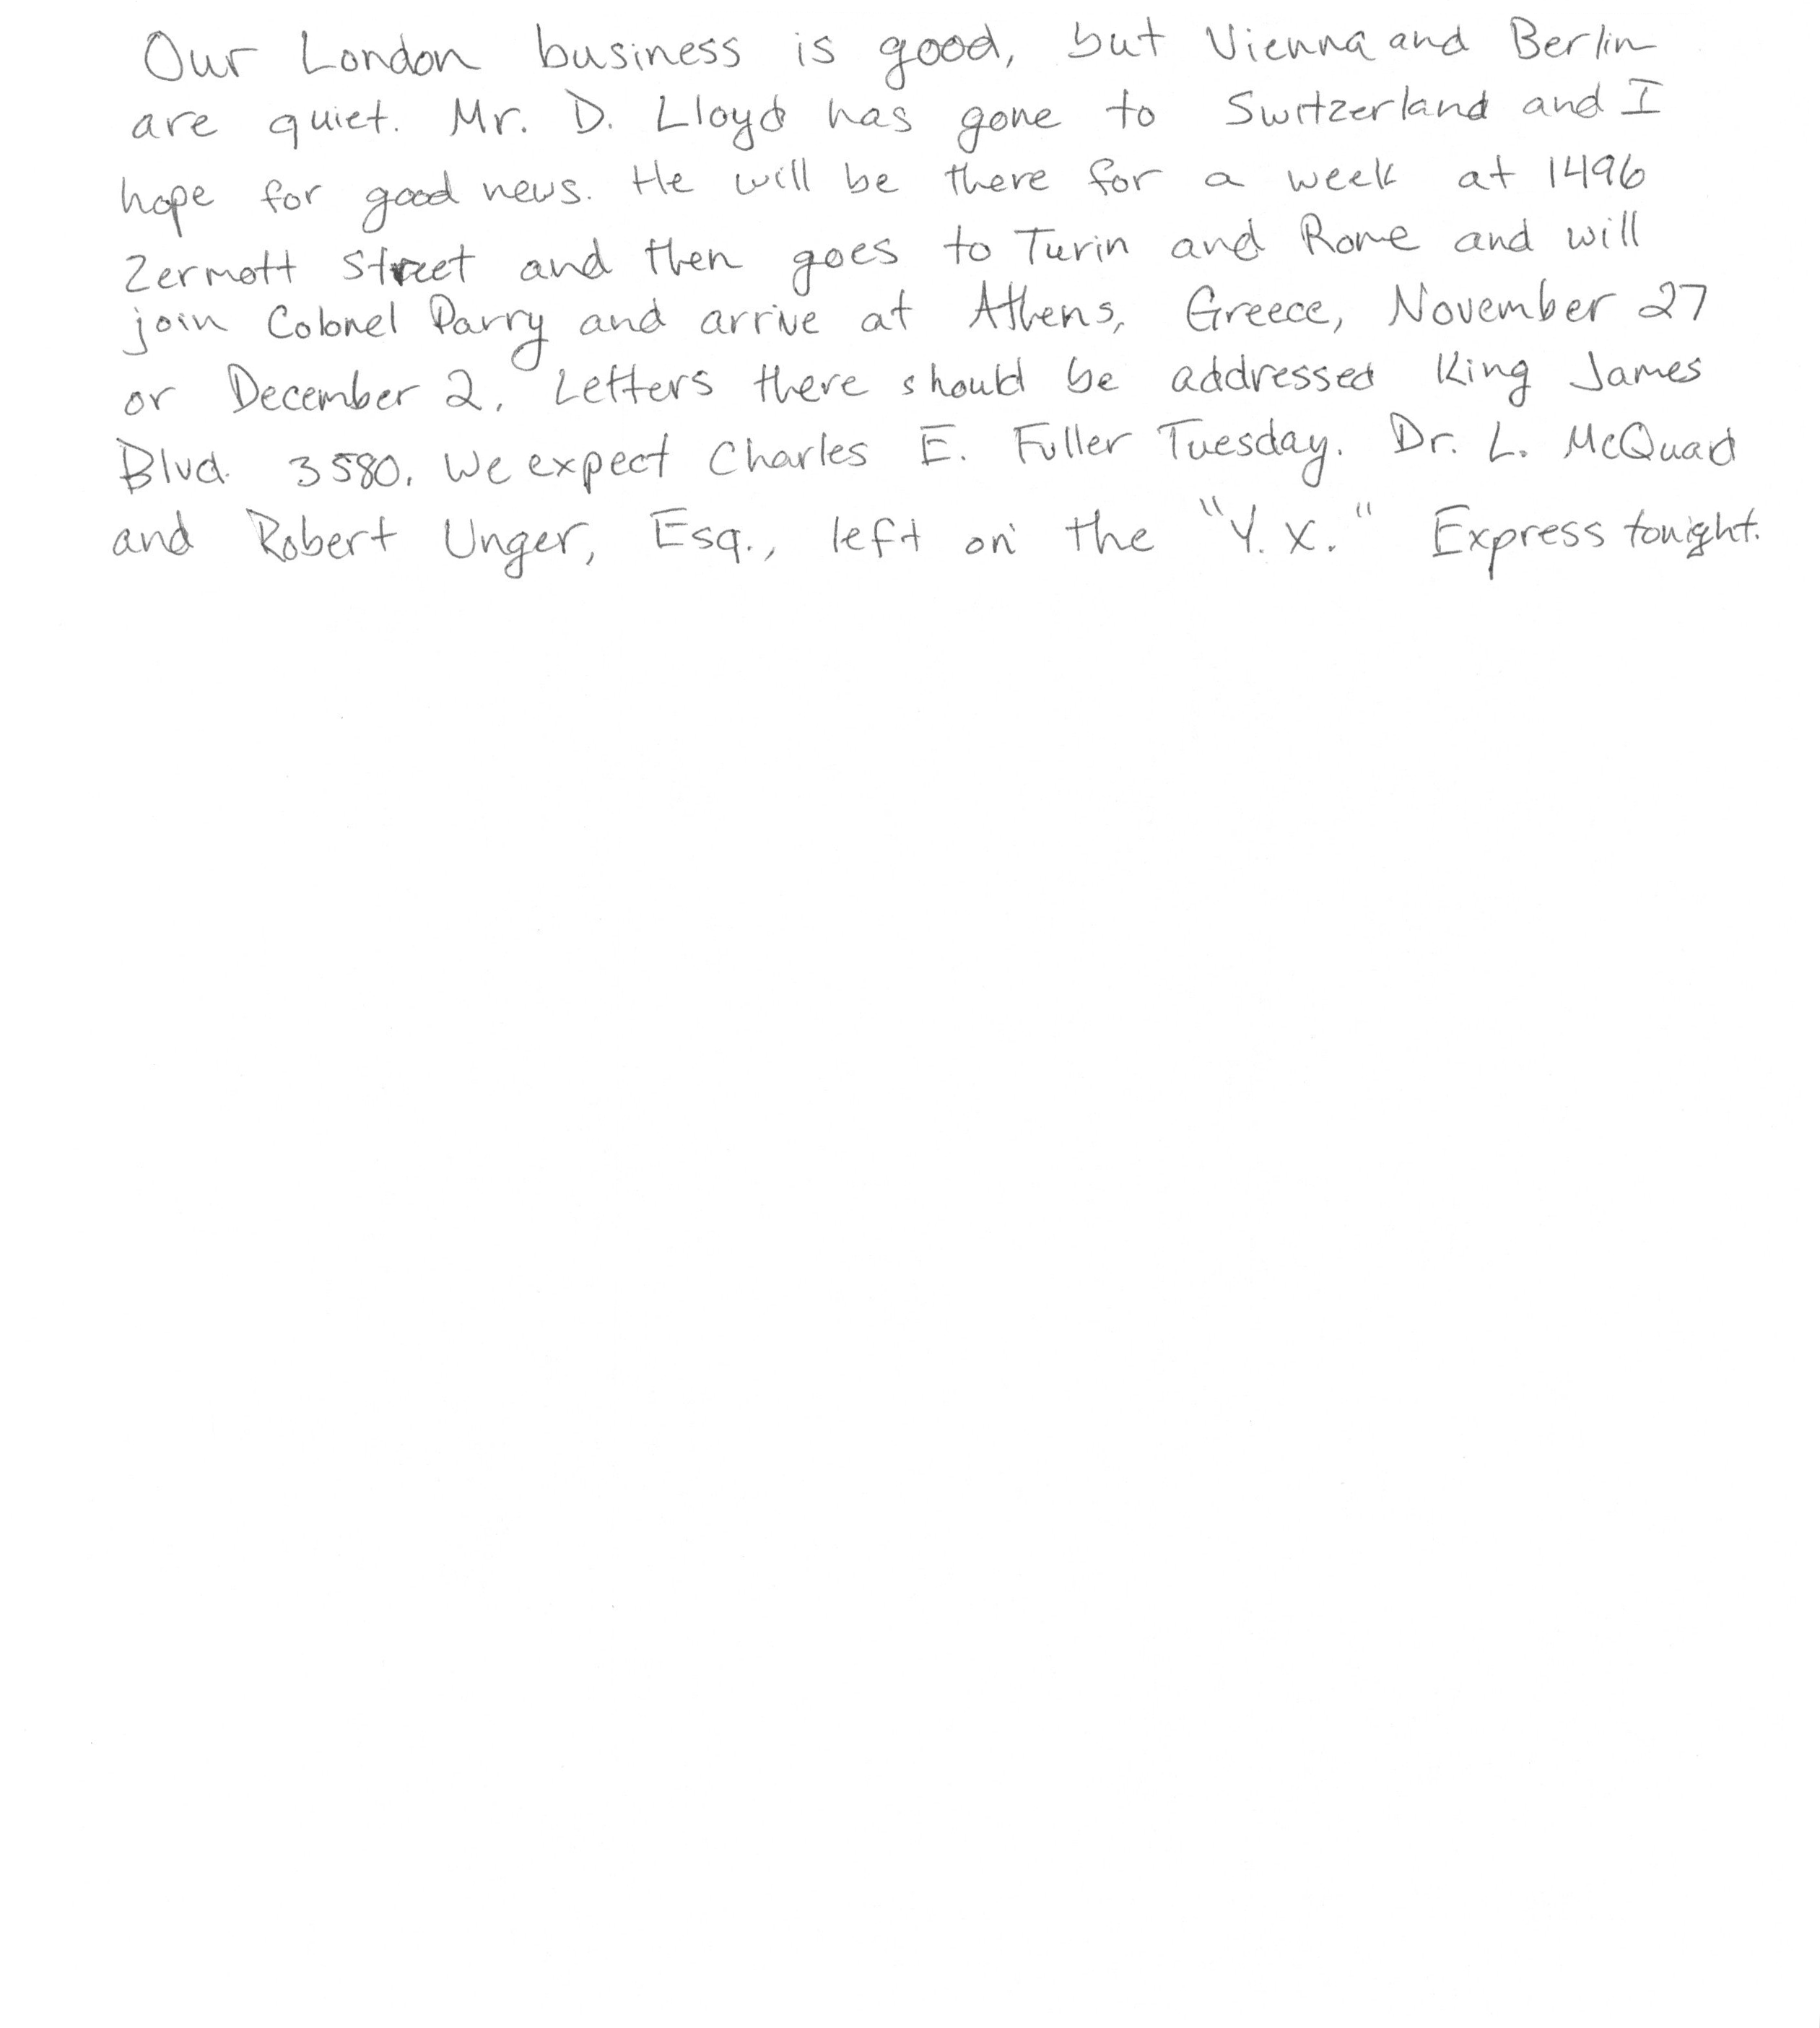 Our London business is good, but Vienna and Berlin
are quiet. Mr. D. Lloyd has gone to Switzerland and I
hope for good news. He will be there for a week at 1496
Zermott Street and then goes to Turin and Rome and will
join Colonel Parry and arrive at Athens, Greece, November 27
or December 2. Letters there should be addressed King James
Blvd. 3580. We expect Charles E. Fuller Tuesday. Dr. L. McQuad
and Robert Unger, Esq., left on the "Y.X." Express tonight.